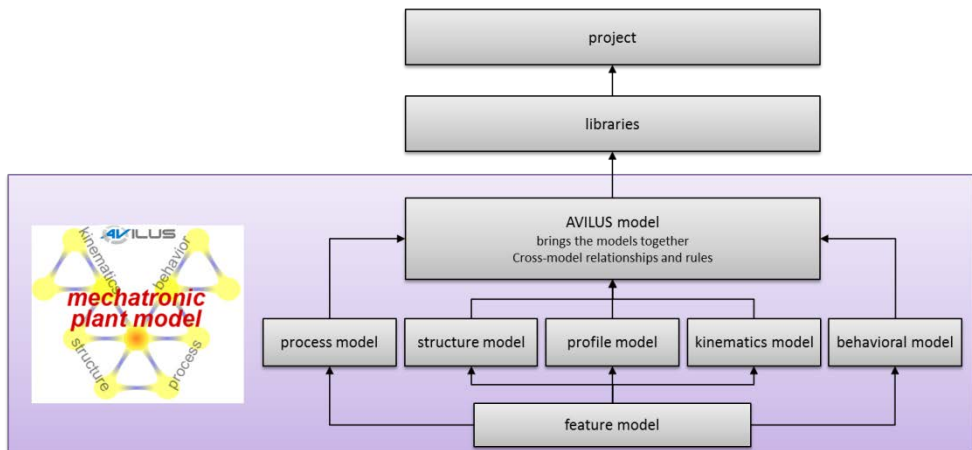 project
libraries
AVILUS model
brings the models together
Cross-model relationships and rules
AVILUS
kinematics
behavior
mechatronic
plant model
structure
process
process model
structure model
profile model
kinematics model
behavioral model
feature model